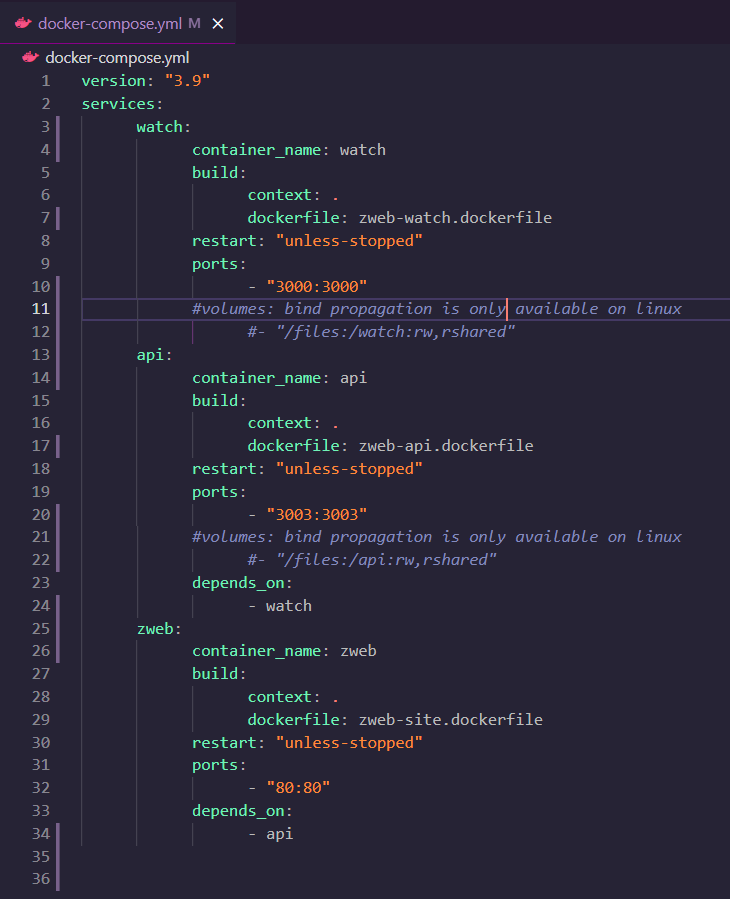 docker-compose.yml M ×
docker-compose.yml
1 version: "3.9"
2 services:
3 watch:
4 container_name: watch
5 build:
6 context: .
7 dockerfile: zweb-watch.dockerfile
8 restart: "unless-stopped"
9 ports:
10 - "3000:3000"
11 #volumes: bind propagation is only available on linux
12 #- "/files:/watch:rw,rshared"
13 api:
14 container_name: api
15 build:
16 context: .
17 dockerfile: zweb-api.dockerfile
18 restart: "unless-stopped"
19 ports:
20 - "3003:3003"
21 #volumes: bind propagation is only available on linux
22 #- "/files:/api:rw,rshared"
23 depends_on:
24 - watch
25 zweb:
26 container_name: zweb
27 build:
28 context: .
29 dockerfile: zweb-site.dockerfile
30 restart: "unless-stopped"
31 ports:
32 - "80:80"
33 depends_on:
34 - api
35
36